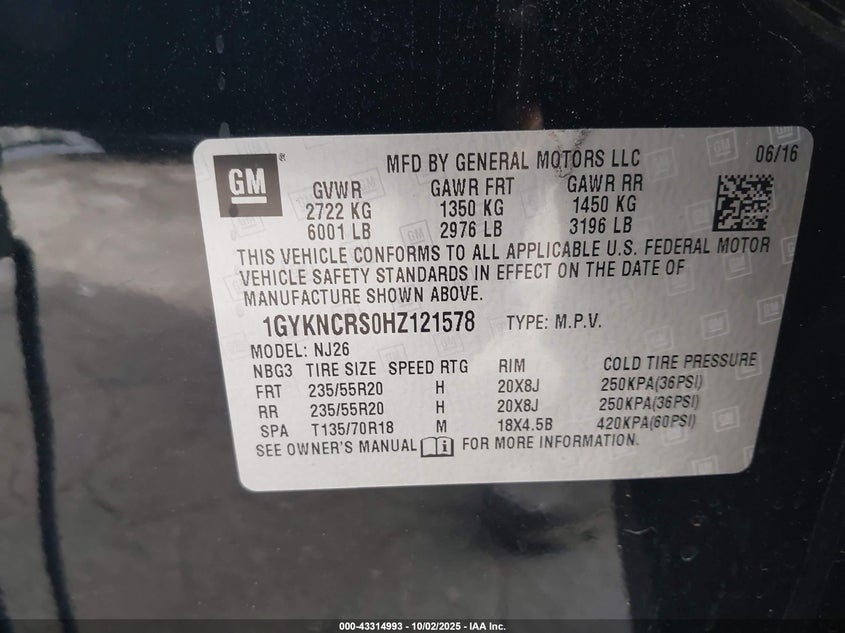 GM
®
MFD BY GENERAL MOTORS LLC 06/16
GVWR GAWR FRT GAWR RR
2722 KG 1350 KG 1450 KG
6001 LB 2976 LB 3196 LB
THIS VEHICLE CONFORMS TO ALL APPLICABLE U.S. FEDERAL MOTOR
VEHICLE SAFETY STANDARDS IN EFFECT ON THE DATE OF
MANUFACTURE SHOWN ABOVE.
1GYKNCRS0HZ121578 TYPE: M.P.V.
MODEL: NJ26
NBG3 TIRE SIZE SPEED RTG RIM COLD TIRE PRESSURE
FRT 235/55R20 H 20X8J 250KPA(36PSI)
RR 235/55R20 H 20X8J 250KPA(36PSI)
SPA T135/70R18 M 18X4.5B 420KPA(60PSI)
SEE OWNER'S MANUAL i FOR MORE INFORMATION.
000-43314993 - 10/02/2025 - IAA Inc.